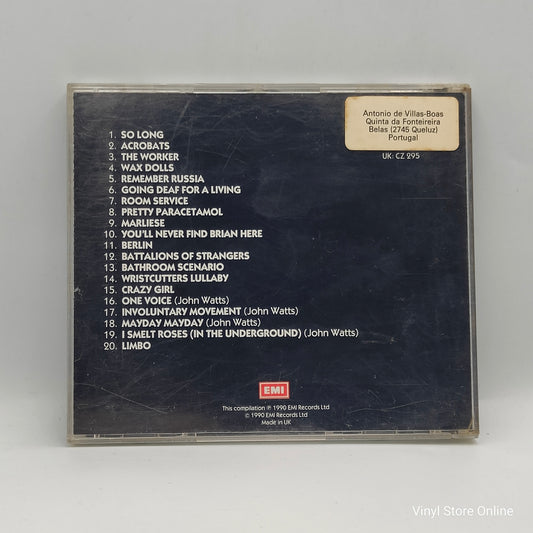 Antonio de Villas-Boas
Quinta da Fonteireira
Belas (2745 Queluz)
Portugal
UK: CZ 295
1. SO LONG
2. ACROBATS
3. THE WORKER
4. WAX DOLLS
5. REMEMBER RUSSIA
6. GOING DEAF FOR A LIVING
7. ROOM SERVICE
8. PRETTY PARACETAMOL
9. MARLIESE
10. YOU'LL NEVER FIND BRIAN HERE
11. BERLIN
12. BATTALIONS OF STRANGERS
13. BATHROOM SCENARIO
14. WRISTCUTTERS LULLABY
15. CRAZY GIRL
16. ONE VOICE (John Watts)
17. INVOLUNTARY MOVEMENT (John Watts)
18. MAYDAY MAYDAY (John Watts)
19. I SMELT ROSES (IN THE UNDERGROUND) (John Watts)
20. LIMBO
EMI
This compilation ℗ 1990 EMI Records Ltd
© 1990 EMI Records Ltd
Made in UK
Vinyl Store Online